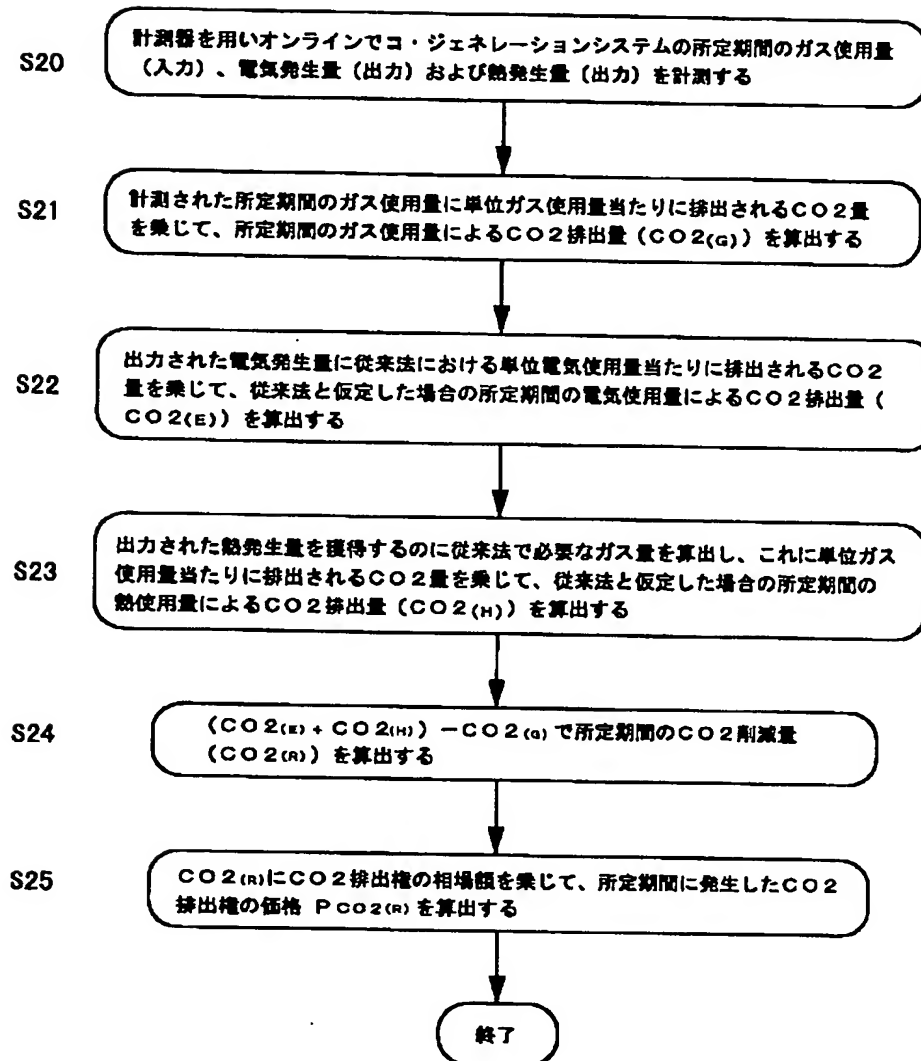 S20
計測器を用いオンラインでコ・ジェネレーションシステムの所定期間のガス使用量
(入力)、電気発生量(出力)および熱発生量(出力)を計測する
S21
計測された所定期間のガス使用量に単位ガス使用量当たりに排出されるCO2量
を乗じて、所定期間のガス使用量によるCO2排出量(CO2(G))を算出する
S22
出力された電気発生量に従来法における単位電気使用量当たりに排出されるCO2
量を乗じて、従来法と仮定した場合の所定期間の電気使用量によるCO2排出量(
CO2(E))を算出する
S23
出力された熱発生量を獲得するのに従来法で必要なガス量を算出し、これに単位ガス
使用量当たりに排出されるCO2量を乗じて、従来法と仮定した場合の所定期間の
熱使用量によるCO2排出量(CO2(H))を算出する
S24
(CO2(E)+CO2(H))-CO2(G)で所定期間のCO2削減量
(CO2(R))を算出する
S25
CO2(R)にCO2排出権の相場額を乗じて、所定期間に発生したCO2
排出権の価格 PCO2(R)を算出する
終了